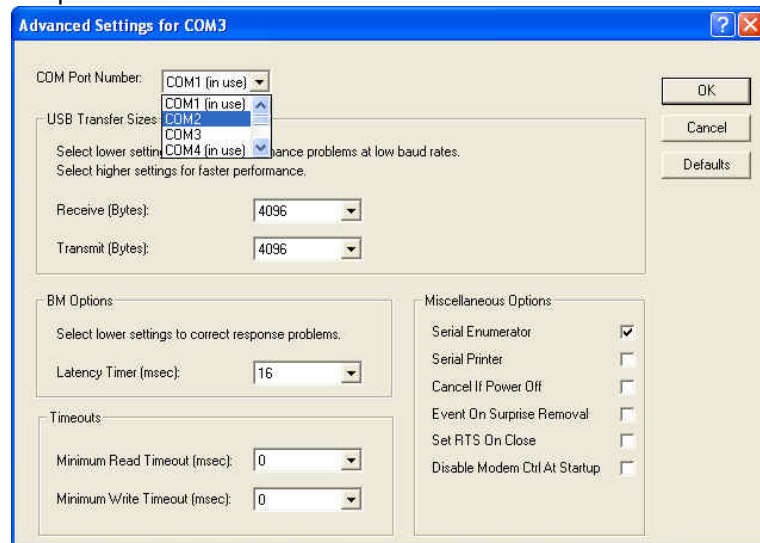 Advanced Settings for COM3
COM Port Number:
COM1 (in use)
COM1 (in use)
COM2
COM3
COM4 (in use)
OK
Cancel
Defaults
USB Transfer Sizes
Select lower settin mance problems at low baud rates.
Select higher settings for faster performance.
Receive (Bytes):
4096
Transmit (Bytes):
4096
BM Options
Select lower settings to correct response problems.
Latency Timer (msec):
16
Timeouts
Minimum Read Timeout (msec):
0
Minimum Write Timeout (msec):
0
Miscellaneous Options
Serial Enumerator
Serial Printer
Cancel If Power Off
Event On Surprise Removal
Set RTS On Close
Disable Modem Ctrl At Startup